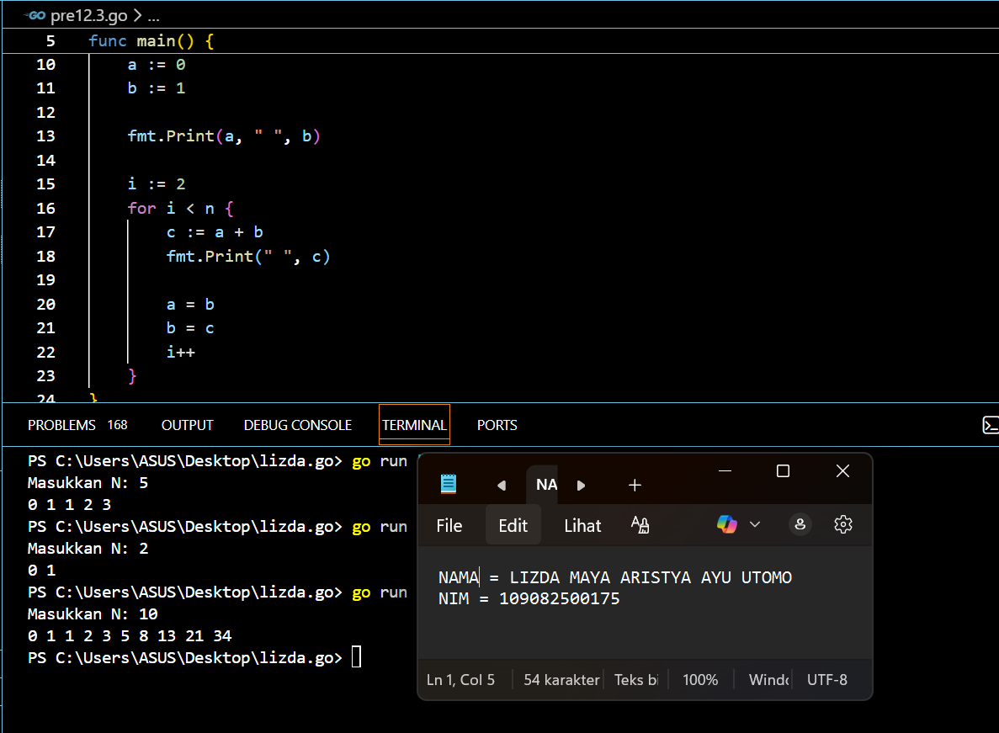 GO pre12.3.go > ...
5 func main() {
10 a := 0
11 b := 1
12
13 fmt.Print(a, " ", b)
14
15 i := 2
16 for i < n {
17 c := a + b
18 fmt.Print(" ", c)
19
20 a = b
21 b = c
22 i++
23 }
24 }
PROBLEMS 168 OUTPUT DEBUG CONSOLE TERMINAL PORTS
PS C:\Users\ASUS\Desktop\lizda.go> go run
Masukkan N: 5
0 1 1 2 3
PS C:\Users\ASUS\Desktop\lizda.go> go run
Masukkan N: 2
0 1
PS C:\Users\ASUS\Desktop\lizda.go> go run
Masukkan N: 10
0 1 1 2 3 5 8 13 21 34
PS C:\Users\ASUS\Desktop\lizda.go>
NA
File Edit Lihat
NAMA = LIZDA MAYA ARISTYA AYU UTOMO
NIM = 109082500175
Ln 1, Col 5 54 karakter Teks bi 100% Windo UTF-8